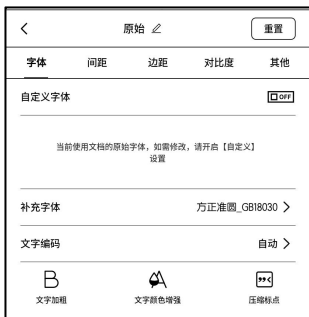 原始
重置
字体 间距 边距 对比度 其他
自定义字体 OFF
当前使用文档的原始字体，如需修改，请开启【自定义】
设置
补充字体 方正准圆_GB18030
文字编码 自动
B A ,,
文字加粗 文字颜色增强 压缩标点